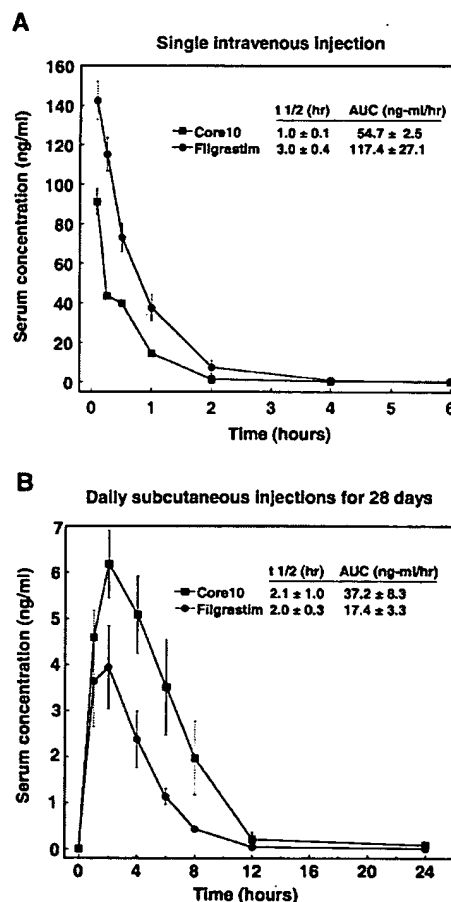 A
Single intravenous injection
Serum concentration (ng/ml)
160
140
120
100
80
60
40
20
0
t 1/2 (hr) AUC (ng-ml/hr)
Core10 1.0 ± 0.1 54.7 ± 2.5
Filgrastim 3.0 ± 0.4 117.4 ± 27.1
0 1 2 3 4 5 6
Time (hours)
B
Daily subcutaneous injections for 28 days
Serum concentration (ng/ml)
7
6
5
4
3
2
1
0
t 1/2 (hr) AUC (ng-ml/hr)
Core10 2.1 ± 1.0 37.2 ± 8.3
Filgrastim 2.0 ± 0.3 17.4 ± 3.3
0 4 8 12 16 20 24
Time (hours)